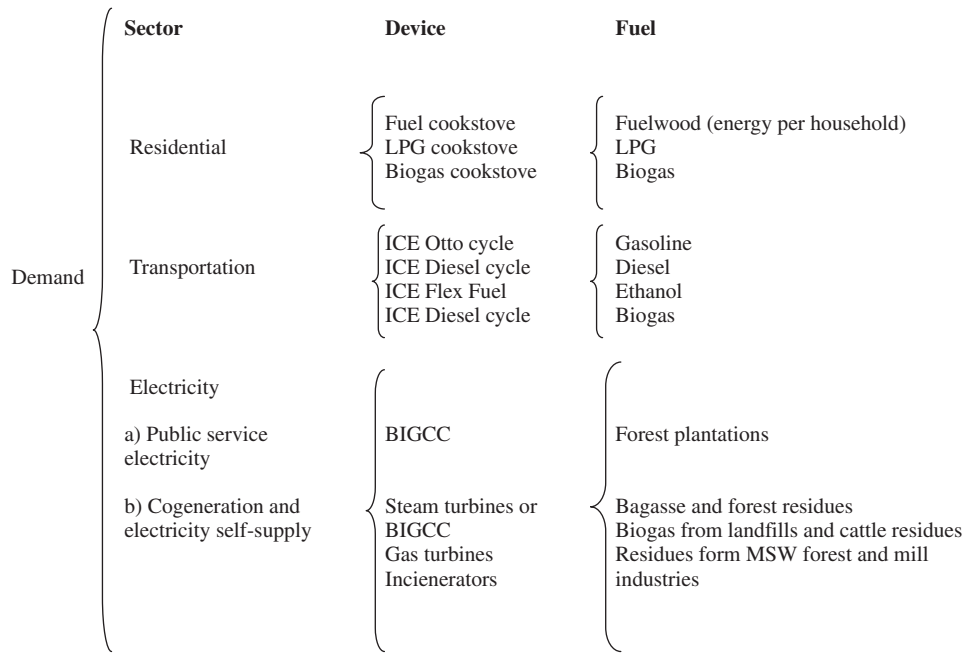 Sector Device Fuel
Fuel cookstove Fuelwood (energy per household)
Residential LPG cookstove LPG
Biogas cookstove Biogas
ICE Otto cycle Gasoline
Demand Transportation ICE Diesel cycle Diesel
ICE Flex Fuel Ethanol
ICE Diesel cycle Biogas
Electricity
a) Public service BIGCC Forest plantations
electricity
b) Cogeneration and Steam turbines or Bagasse and forest residues
electricity self-supply BIGCC Biogas from landfills and cattle residues
Gas turbines Residues form MSW forest and mill
Incienerators industries